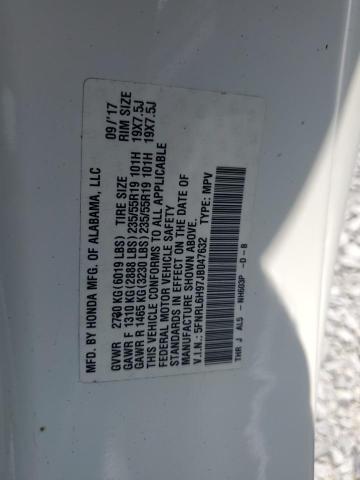 MFD. BY HONDA MFG. OF ALABAMA, LLC 09/'17
GVWR 2730 KG(6019 LBS) TIRE SIZE RIM SIZE
GAWR F 1310 KG(2888 LBS) 235/55R19 101H 19X7.5J
GAWR R 1465 KG(3230 LBS) 235/55R19 101H 19X7.5J
THIS VEHICLE CONFORMS TO ALL APPLICABLE
FEDERAL MOTOR VEHICLE SAFETY
STANDARDS IN EFFECT ON THE DATE OF
MANUFACTURE SHOWN ABOVE.
V.I.N.: 5FNRL6H97JB047632 TYPE: MPV
THR J AL5 - NH603P -D-B